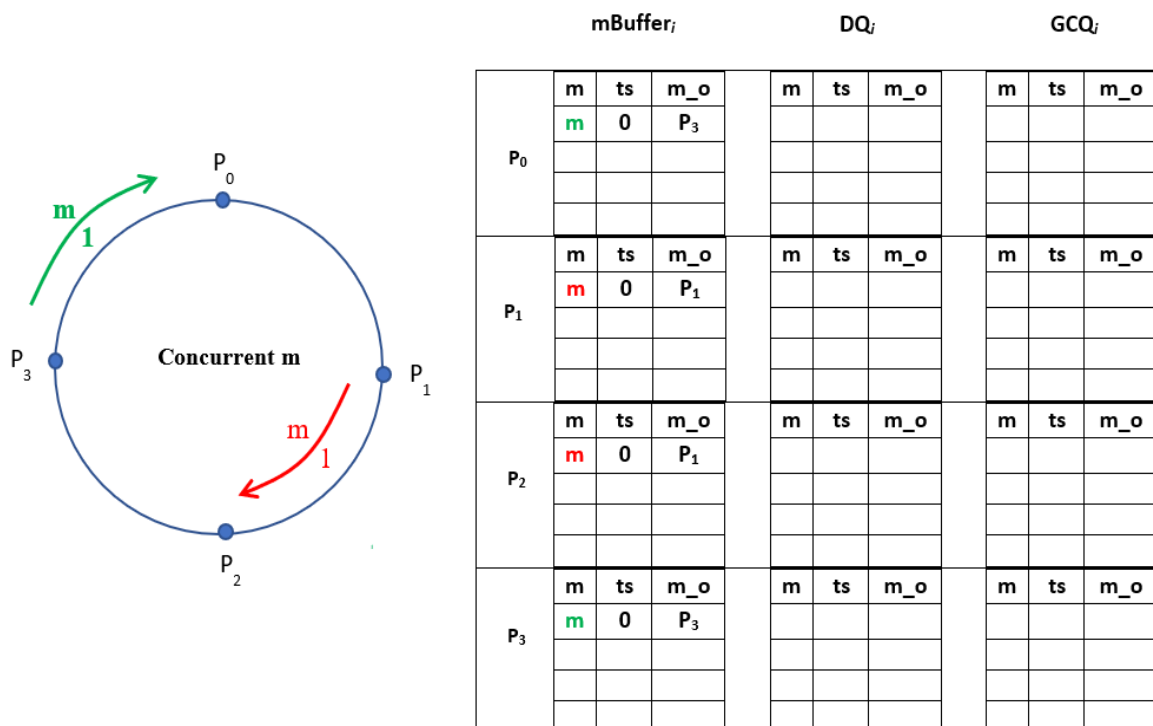 mBufferᵢ DQᵢ GCQᵢ
m ts m_o m ts m_o m ts m_o
m 0 P₃
P₀
P₀
m
1
m ts m_o m ts m_o m ts m_o
m 0 P₁
P₁
P₃
Concurrent m
P₁
m
1
m ts m_o m ts m_o m ts m_o
m 0 P₁
P₂
P₂
m ts m_o m ts m_o m ts m_o
m 0 P₃
P₃